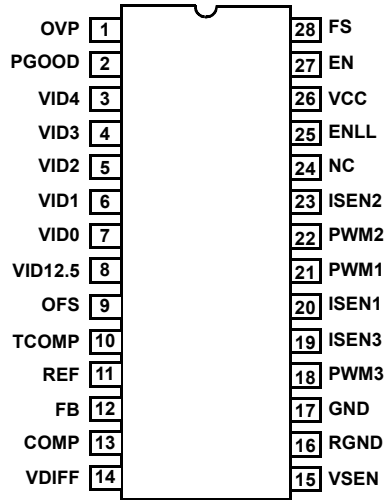 OVP 1 28 FS
PGOOD 2 27 EN
VID4 3 26 VCC
VID3 4 25 ENLL
VID2 5 24 NC
VID1 6 23 ISEN2
VID0 7 22 PWM2
VID12.5 8 21 PWM1
OFS 9 20 ISEN1
TCOMP 10 19 ISEN3
REF 11 18 PWM3
FB 12 17 GND
COMP 13 16 RGND
VDIFF 14 15 VSEN